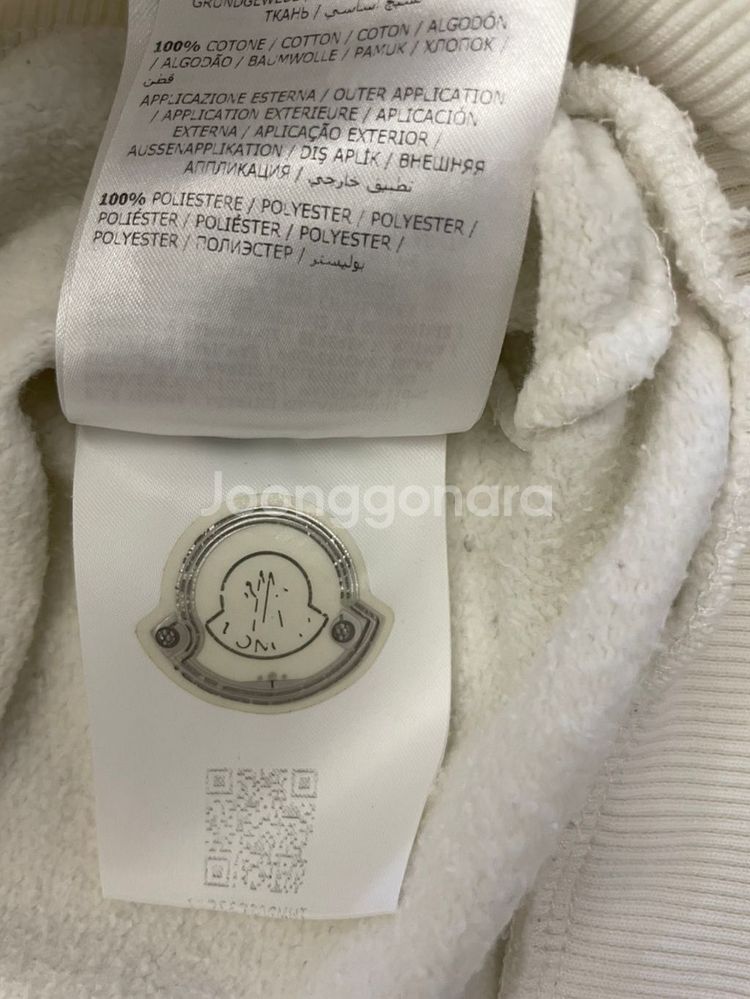 GRUNDGEWEBE /
ТКАНЬ / نسيج أساسي
100% COTONE / COTTON / COTON / ALGODÓN
/ ALGODÃO / BAUMWOLLE / PAMUK / ХЛОПОК /
قطن
APPLICAZIONE ESTERNA / OUTER APPLICATION
/ APPLICATION EXTERIEURE / APLICACIÓN
EXTERNA / APLICAÇÃO EXTERIOR /
AUSSENAPPLIKATION / DIŞ APLİK / ВНЕШНЯЯ
АППЛИКАЦИЯ / تطبيق خارجي
100% POLIESTERE / POLYESTER / POLYESTER /
POLIÉSTER / POLIÉSTER / POLYESTER /
POLYESTER / ПОЛИЭСТЕР / بوليستر
Joonggonara